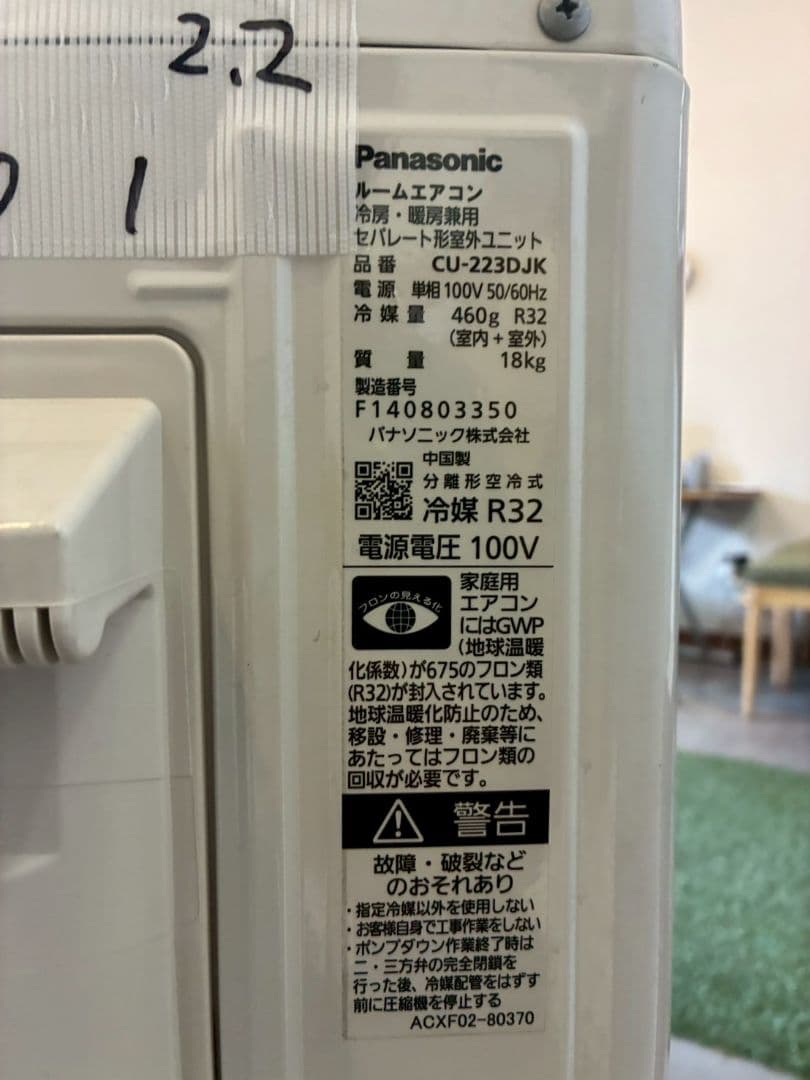 2.2
1
Panasonic
ルームエアコン
冷房・暖房兼用
セパレート形室外ユニット
品番 CU-223DJK
電源 単相100V 50/60Hz
冷媒量 460g R32
(室内+室外)
質量 18kg
製造番号
F140803350
パナソニック株式会社
中国製
分離形空冷式
冷媒 R32
電源電圧 100V
フロンの見える化
家庭用
エアコン
にはGWP
(地球温暖
化係数)が675のフロン類
(R32)が封入されています。
地球温暖化防止のため、
移設・修理・廃棄等に
あたってはフロン類の
回収が必要です。
警告
故障・破裂など
のおそれあり
・指定冷媒以外を使用しない
・お客様自身で工事作業をしない
・ポンプダウン作業終了時は
二・三方弁の完全閉鎖を
行った後、冷媒配管をはずす
前に圧縮機を停止する
ACXF02-80370